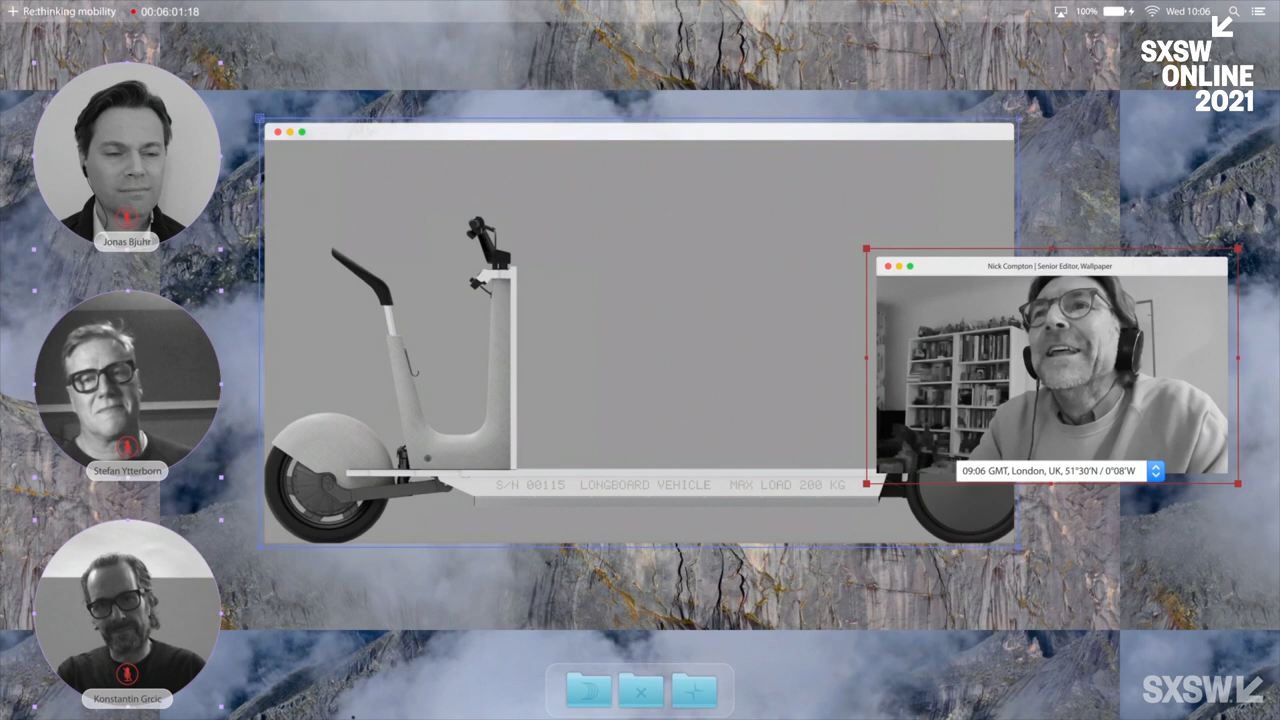 Re:thinking mobility
00:06:01:18
100%
Wed 10:06
SXSW
ONLINE
2021
Jonas Bjuhr
Nick Compton | Senior Editor, Wallpaper
Stefan Ytterborn
09:06 GMT, London, UK, 51°30'N / 0°08'W
S/N 00115 LONGBOARD VEHICLE MAX LOAD 200 KG
Konstantin Grcic
SXSW